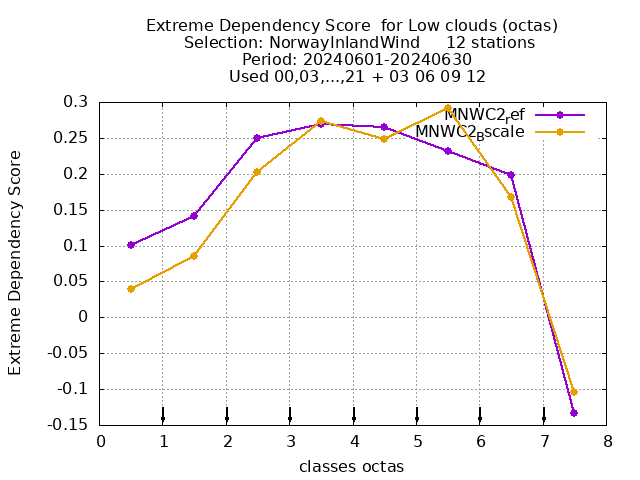 Extreme Dependency Score  for Low clouds (octas)
Selection: NorwayInlandWind     12 stations
Period: 20240601-20240630
Used 00,03,...,21 + 03 06 09 12
Extreme Dependency Score
0.3
0.25
0.2
0.15
0.1
0.05
0
-0.05
-0.1
-0.15
MNWC2ref
MNWC2Bscale
0 1 2 3 4 5 6 7 8
classes octas